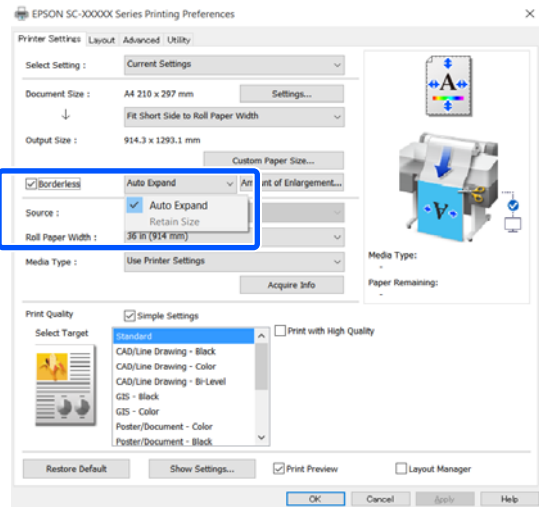 EPSON SC-XXXXX Series Printing Preferences
Printer Settings Layout Advanced Utility
Select Setting : Current Settings
Document Size : A4 210 x 297 mm Settings...
Fit Short Side to Roll Paper Width
Output Size : 914.3 x 1293.1 mm
Custom Paper Size...
Borderless Auto Expand Am nt of Enlargement...
Auto Expand
Source :
Retain Size
Roll Paper Width : 36 in (914 mm)
Media Type : Use Printer Settings
Acquire Info
A
Media Type:
-
Paper Remaining:
-
Print Quality Simple Settings
Select Target
Standard
Print with High Quality
CAD/Line Drawing - Black
CAD/Line Drawing - Color
CAD/Line Drawing - Bi-Level
GIS - Black
GIS - Color
Poster/Document - Color
Poster/Document - Black
Restore Default Show Settings... Print Preview Layout Manager
OK Cancel Apply Help